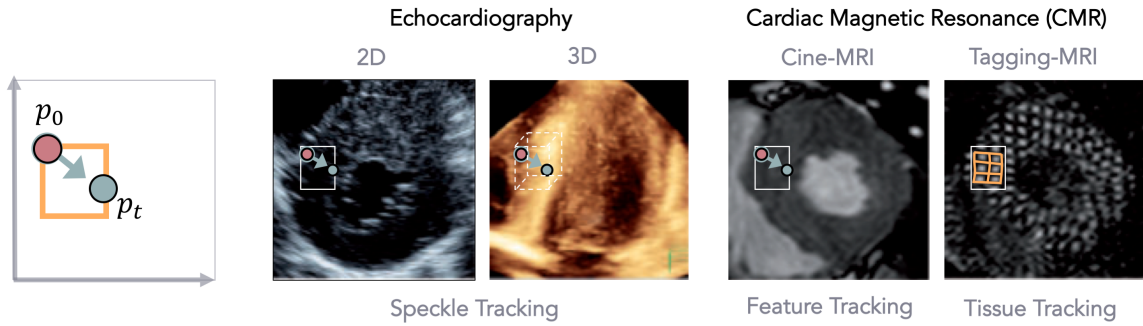 Echocardiography
Cardiac Magnetic Resonance (CMR)
2D
3D
Cine-MRI
Tagging-MRI
p₀
pₜ
Speckle Tracking
Feature Tracking
Tissue Tracking